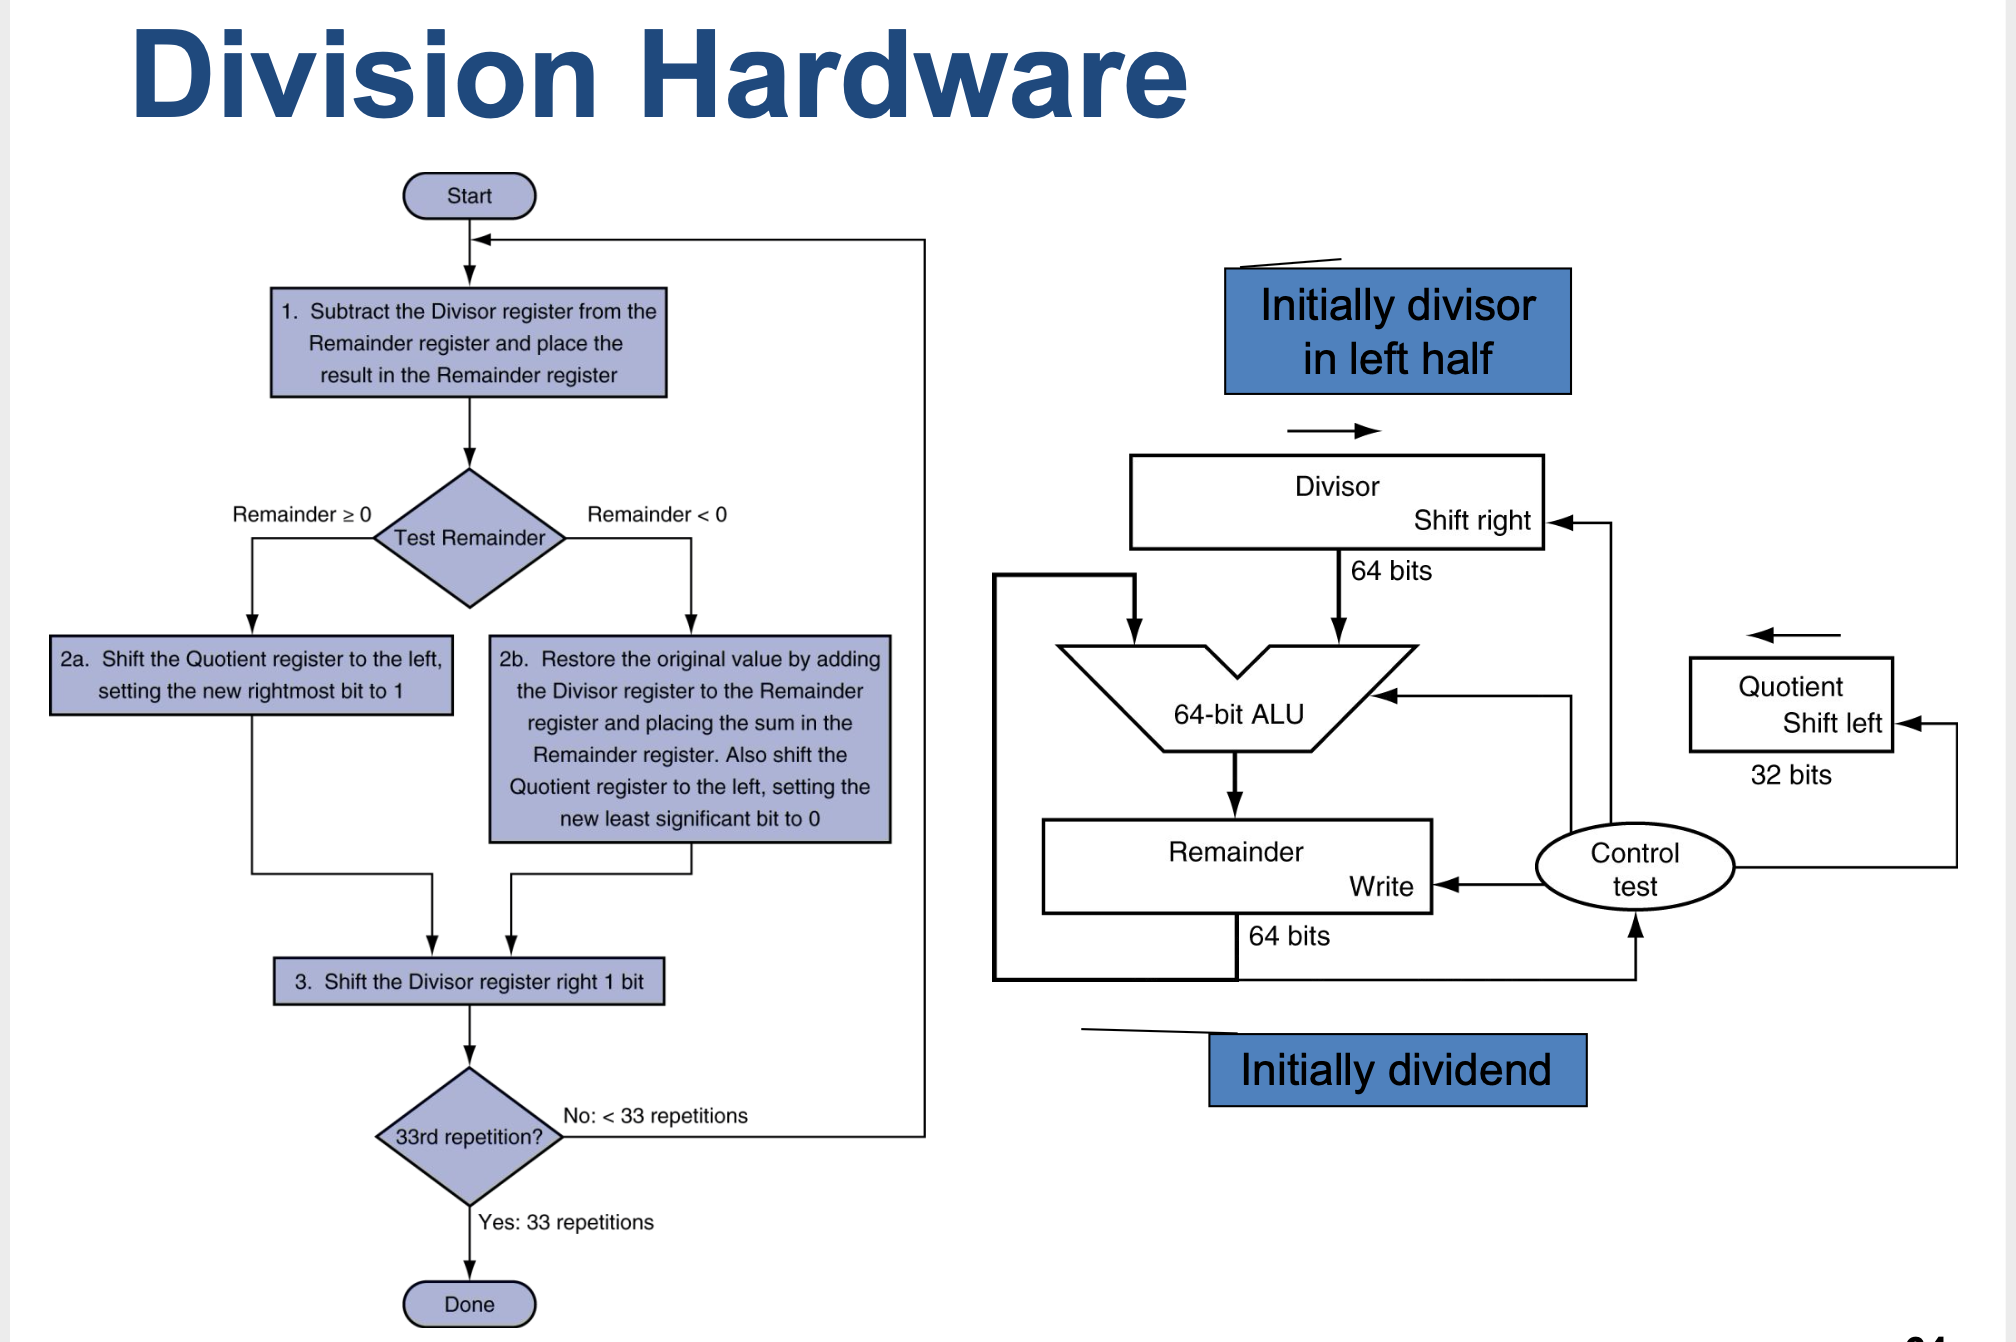 Division Hardware
Start
1. Subtract the Divisor register from the
Remainder register and place the
result in the Remainder register
Remainder ≥ 0
Test Remainder
Remainder < 0
2a. Shift the Quotient register to the left,
setting the new rightmost bit to 1
2b. Restore the original value by adding
the Divisor register to the Remainder
register and placing the sum in the
Remainder register. Also shift the
Quotient register to the left, setting the
new least significant bit to 0
3. Shift the Divisor register right 1 bit
33rd repetition?
No: < 33 repetitions
Yes: 33 repetitions
Done
Initially divisor
in left half
Divisor
Shift right
64 bits
64-bit ALU
Quotient
Shift left
32 bits
Remainder
Write
64 bits
Control
test
Initially dividend